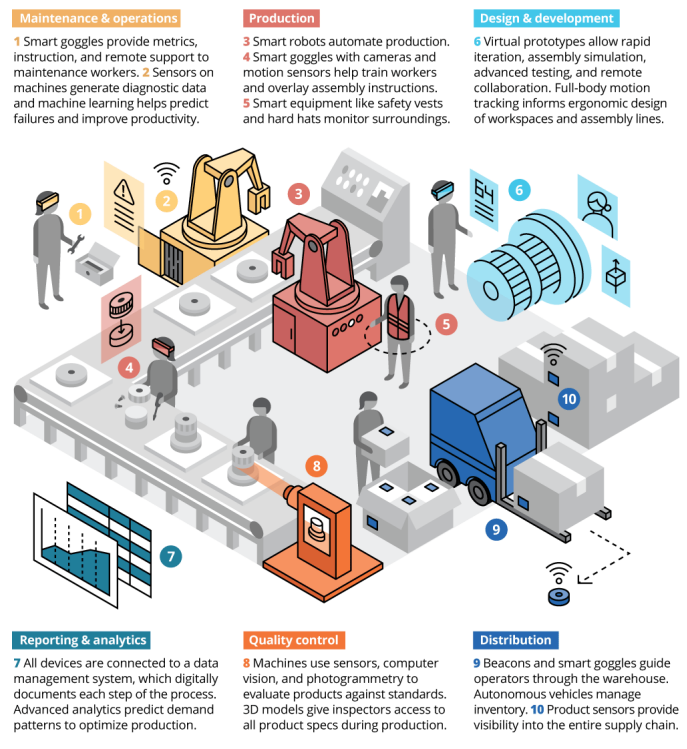 Maintenance & operations
1 Smart goggles provide metrics,
instruction, and remote support to
maintenance workers. 2 Sensors on
machines generate diagnostic data
and machine learning helps predict
failures and improve productivity.
Production
3 Smart robots automate production.
4 Smart goggles with cameras and
motion sensors help train workers
and overlay assembly instructions.
5 Smart equipment like safety vests
and hard hats monitor surroundings.
Design & development
6 Virtual prototypes allow rapid
iteration, assembly simulation,
advanced testing, and remote
collaboration. Full-body motion
tracking informs ergonomic design
of workspaces and assembly lines.
1
2
3
64
6
4
5
10
8
9
7
Reporting & analytics
7 All devices are connected to a data
management system, which digitally
documents each step of the process.
Advanced analytics predict demand
patterns to optimize production.
Quality control
8 Machines use sensors, computer
vision, and photogrammetry to
evaluate products against standards.
3D models give inspectors access to
all product specs during production.
Distribution
9 Beacons and smart goggles guide
operators through the warehouse.
Autonomous vehicles manage
inventory. 10 Product sensors provide
visibility into the entire supply chain.